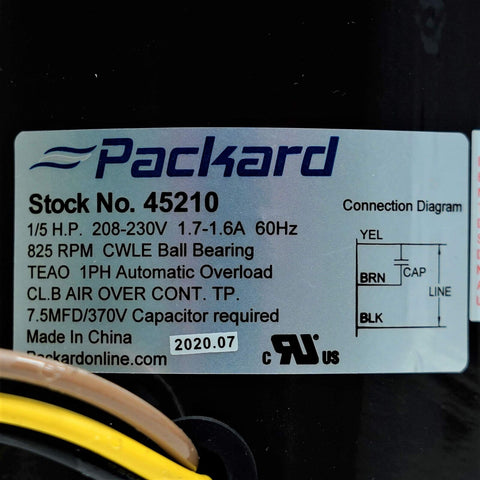 Packard
Stock No. 45210
1/5 H.P. 208-230V 1.7-1.6A 60Hz
825 RPM CWLE Ball Bearing
TEAO 1PH Automatic Overload
CL.B AIR OVER CONT. TP.
7.5MFD/370V Capacitor required
Made In China
2020.07
Packardonline.com
Connection Diagram
YEL
CAP
BRN
LINE
BLK
C RU US